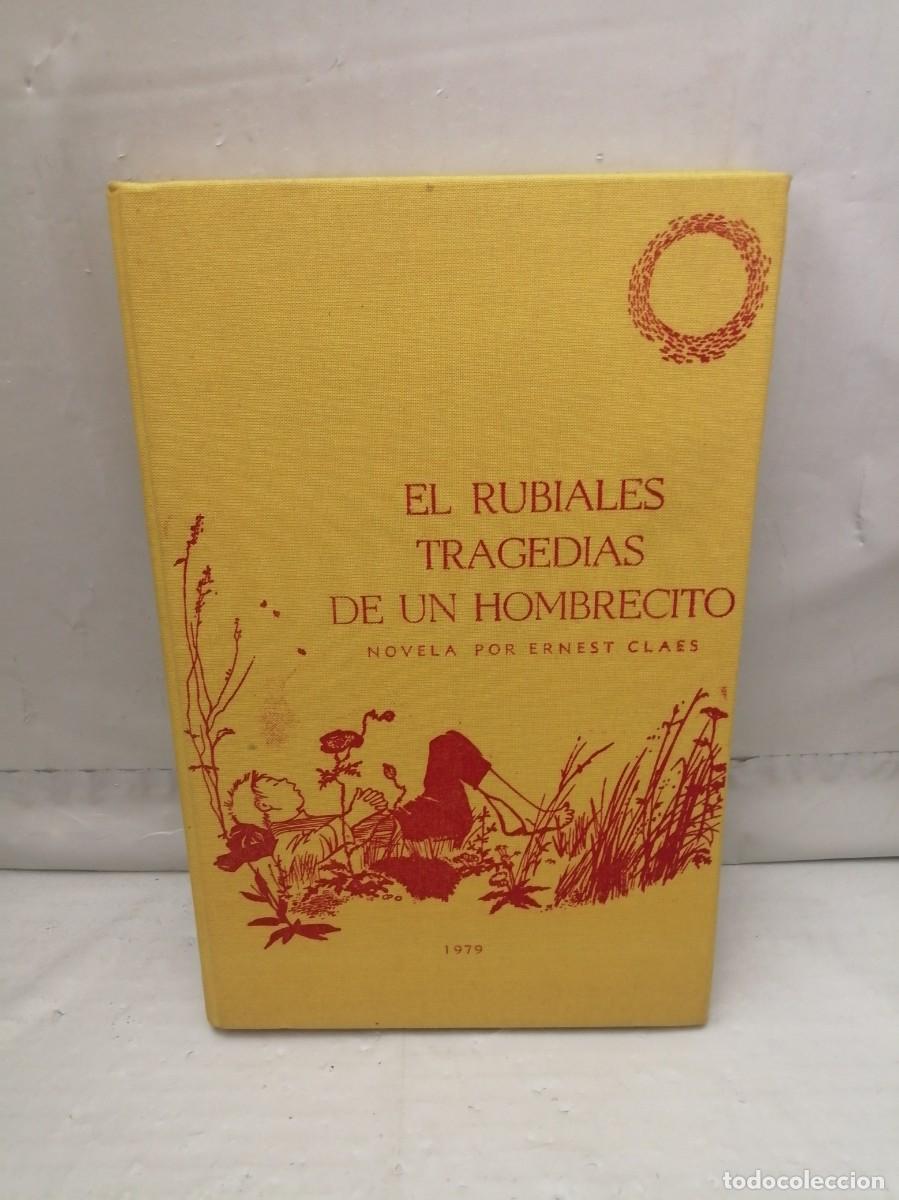 EL RUBIALES
TRAGEDIAS
DE UN HOMBRECITO
NOVELA POR ERNEST CLAES
1979
todocoleccion